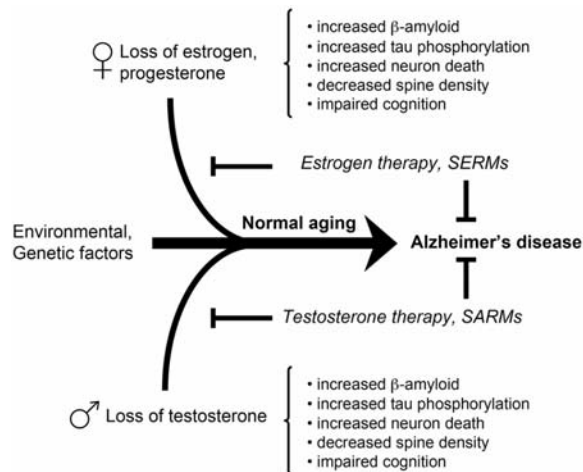 ♀ Loss of estrogen,
progesterone
• increased β-amyloid
• increased tau phosphorylation
• increased neuron death
• decreased spine density
• impaired cognition
Estrogen therapy, SERMs
Environmental,
Genetic factors
Normal aging
Alzheimer's disease
Testosterone therapy, SARMs
♂ Loss of testosterone
• increased β-amyloid
• increased tau phosphorylation
• increased neuron death
• decreased spine density
• impaired cognition